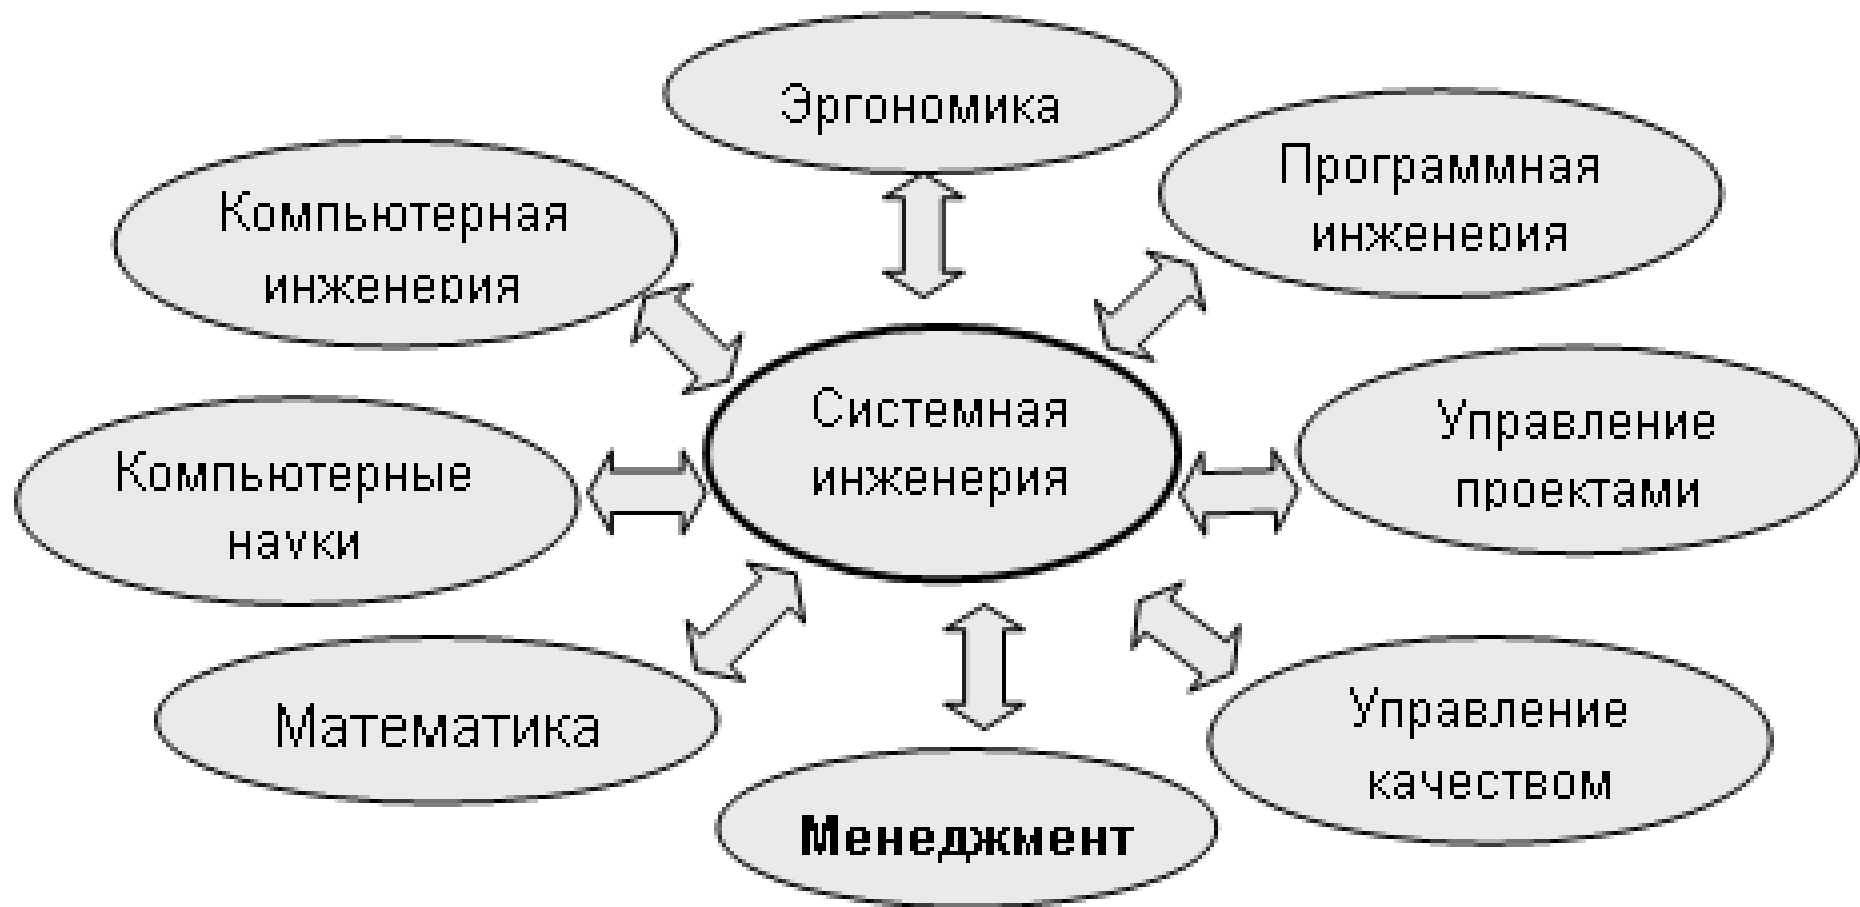 Эргономика
Программная
инженерия
Компьютерная
инженерия
Системная
инженерия
Управление
проектами
Компьютерные
науки
Математика
Управление
качеством
Менеджмент